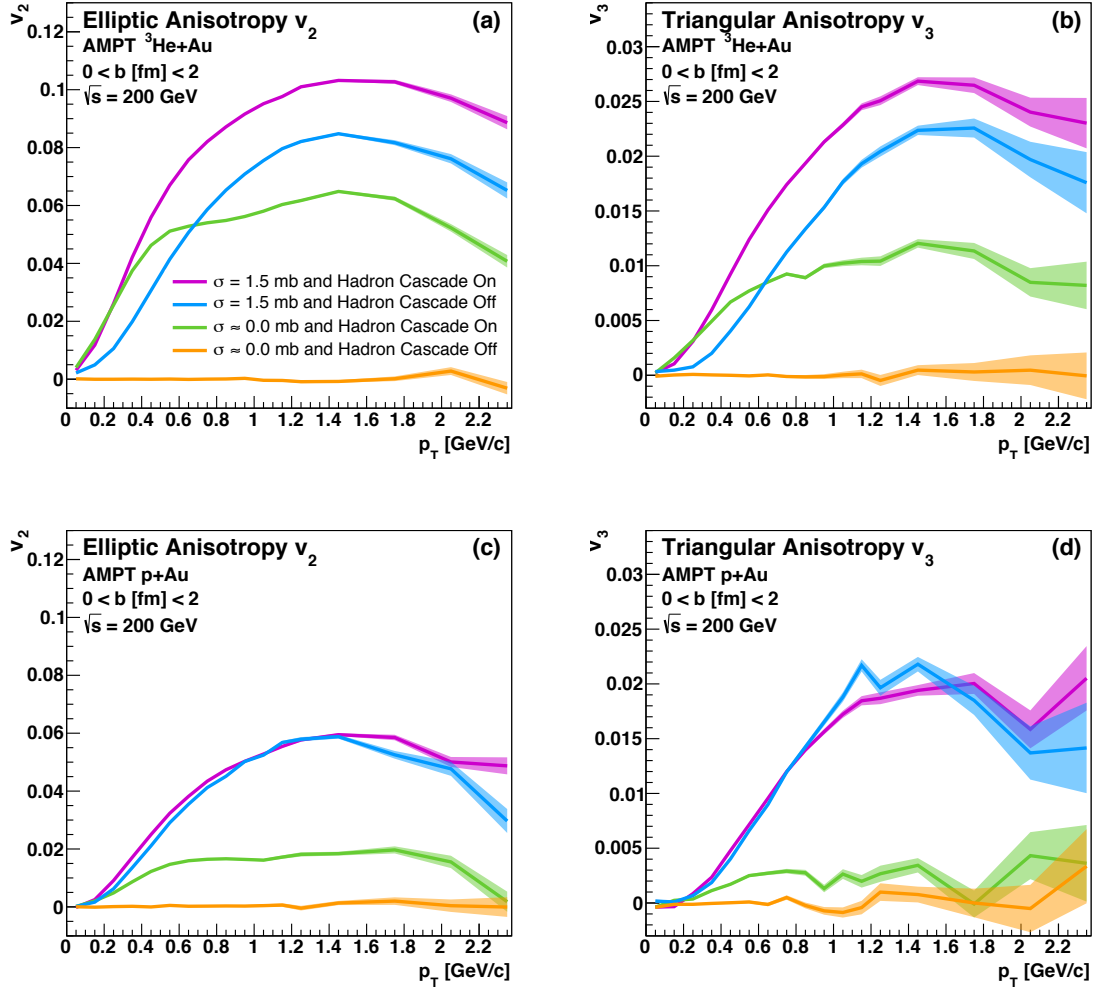 Elliptic Anisotropy v2
(a)
AMPT ³He+Au
0 < b [fm] < 2
√s = 200 GeV
v2
0.12
0.1
0.08
0.06
0.04
0.02
0
σ = 1.5 mb and Hadron Cascade On
σ = 1.5 mb and Hadron Cascade Off
σ ≈ 0.0 mb and Hadron Cascade On
σ ≈ 0.0 mb and Hadron Cascade Off
0 0.2 0.4 0.6 0.8 1 1.2 1.4 1.6 1.8 2 2.2
pT [GeV/c]
Triangular Anisotropy v3
(b)
AMPT ³He+Au
0 < b [fm] < 2
√s = 200 GeV
v3
0.03
0.025
0.02
0.015
0.01
0.005
0
0 0.2 0.4 0.6 0.8 1 1.2 1.4 1.6 1.8 2 2.2
pT [GeV/c]
Elliptic Anisotropy v2
(c)
AMPT p+Au
0 < b [fm] < 2
√s = 200 GeV
v2
0.12
0.1
0.08
0.06
0.04
0.02
0
0 0.2 0.4 0.6 0.8 1 1.2 1.4 1.6 1.8 2 2.2
pT [GeV/c]
Triangular Anisotropy v3
(d)
AMPT p+Au
0 < b [fm] < 2
√s = 200 GeV
v3
0.03
0.025
0.02
0.015
0.01
0.005
0
0 0.2 0.4 0.6 0.8 1 1.2 1.4 1.6 1.8 2 2.2
pT [GeV/c]